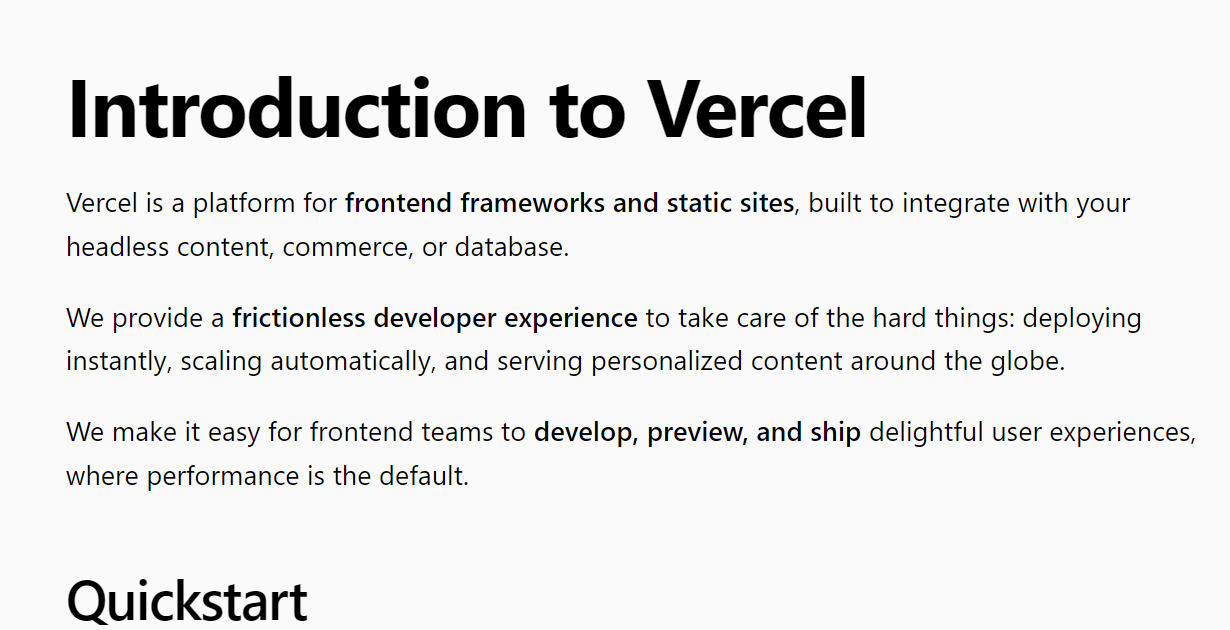 Introduction to Vercel
Vercel is a platform for frontend frameworks and static sites, built to integrate with your
headless content, commerce, or database.
We provide a frictionless developer experience to take care of the hard things: deploying
instantly, scaling automatically, and serving personalized content around the globe.
We make it easy for frontend teams to develop, preview, and ship delightful user experiences,
where performance is the default.
Quickstart